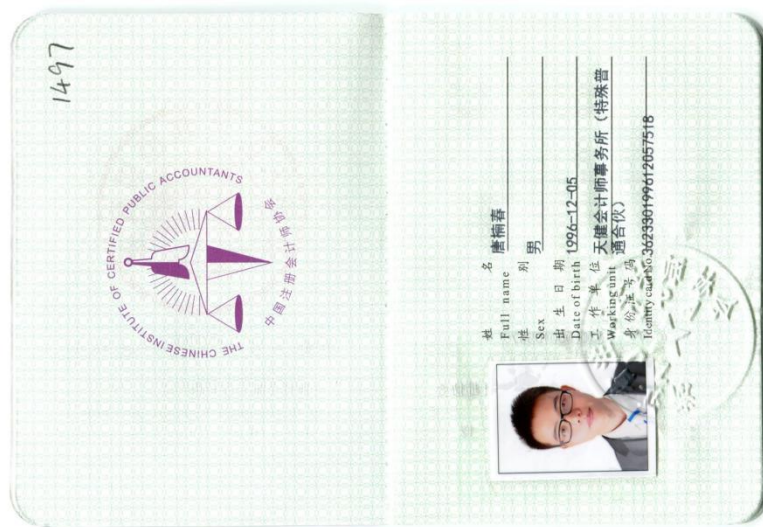 1497
THE CHINESE INSTITUTE OF CERTIFIED PUBLIC ACCOUNTANTS
中国注册会计师协会
姓名 唐楠春
Full name
性别 男
Sex
出生日期 1996-12-05
Date of birth
工作单位 天健会计师事务所（特殊普
Working unit 通合伙）
身份证号码
Identity card No. 362330199612057518